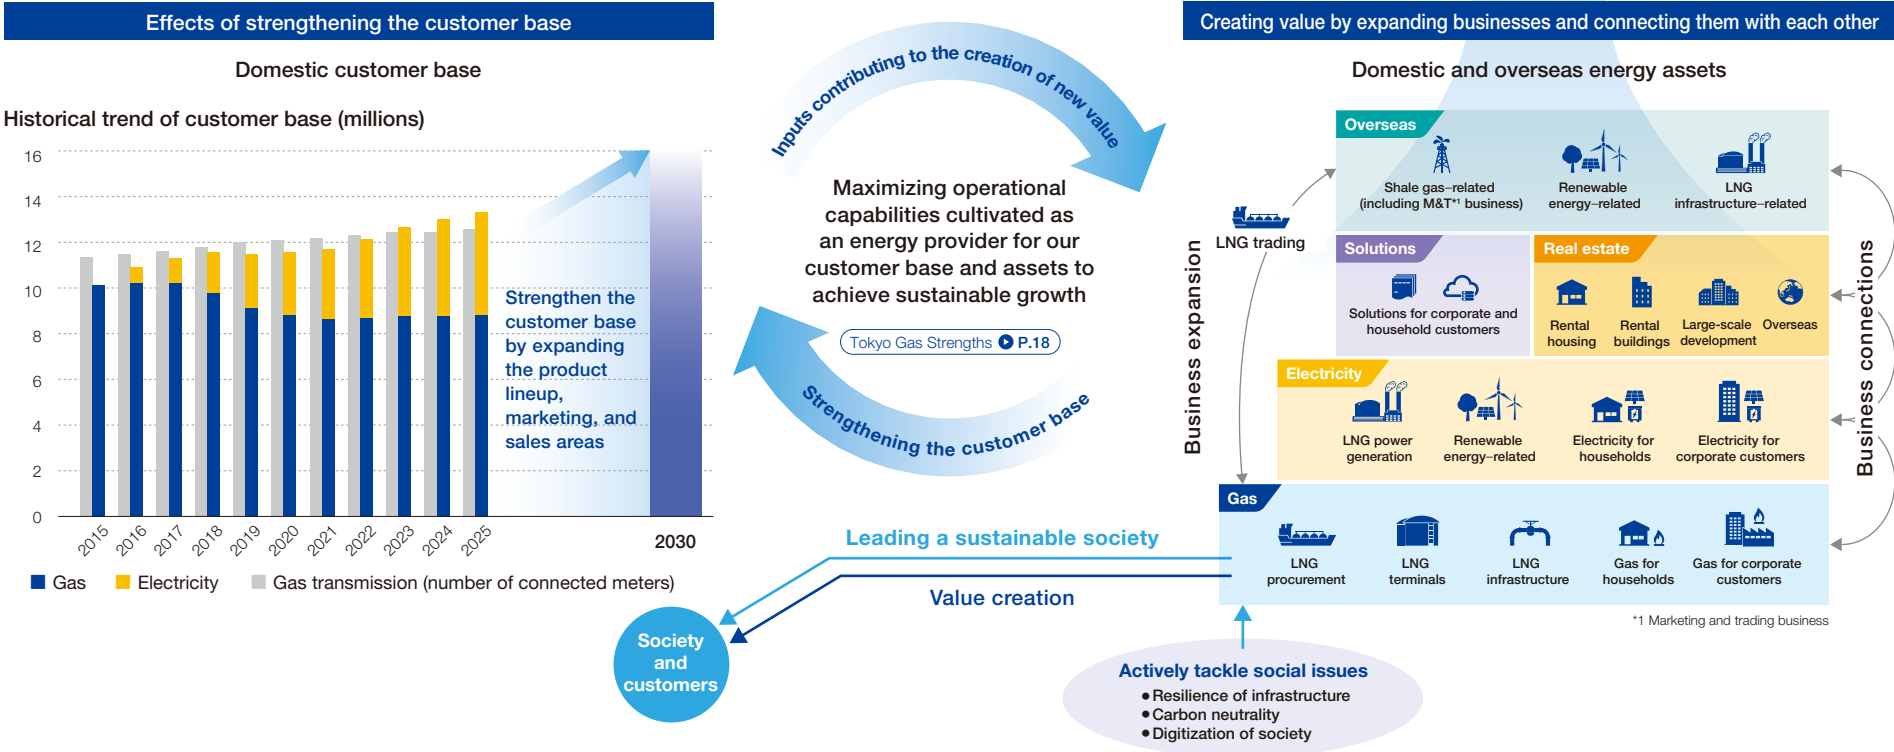 Effects of strengthening the customer base
Domestic customer base
Historical trend of customer base (millions)
16
14
12
10
8
6
4
2
0
2015
2016
2017
2018
2019
2020
2021
2022
2023
2024
2025
2030
Strengthen the
customer base
by expanding
the product
lineup,
marketing, and
sales areas
Gas
Electricity
Gas transmission (number of connected meters)
Inputs contributing to the creation of new value
Maximizing operational
capabilities cultivated as
an energy provider for our
customer base and assets to
achieve sustainable growth
Tokyo Gas Strengths P.18
Strengthening the customer base
Leading a sustainable society
Value creation
Society
and
customers
Creating value by expanding businesses and connecting them with each other
Domestic and overseas energy assets
Business expansion
LNG trading
Overseas
Shale gas–related
(including M&T*1 business)
Renewable
energy–related
LNG
infrastructure–related
Solutions
Solutions for corporate and
household customers
Real estate
Rental
housing
Rental
buildings
Large-scale
development
Overseas
Electricity
LNG power
generation
Renewable
energy–related
Electricity for
households
Electricity for
corporate customers
Gas
LNG
procurement
LNG
terminals
LNG
infrastructure
Gas for
households
Gas for corporate
customers
Business connections
*1 Marketing and trading business
Actively tackle social issues
● Resilience of infrastructure
● Carbon neutrality
● Digitization of society